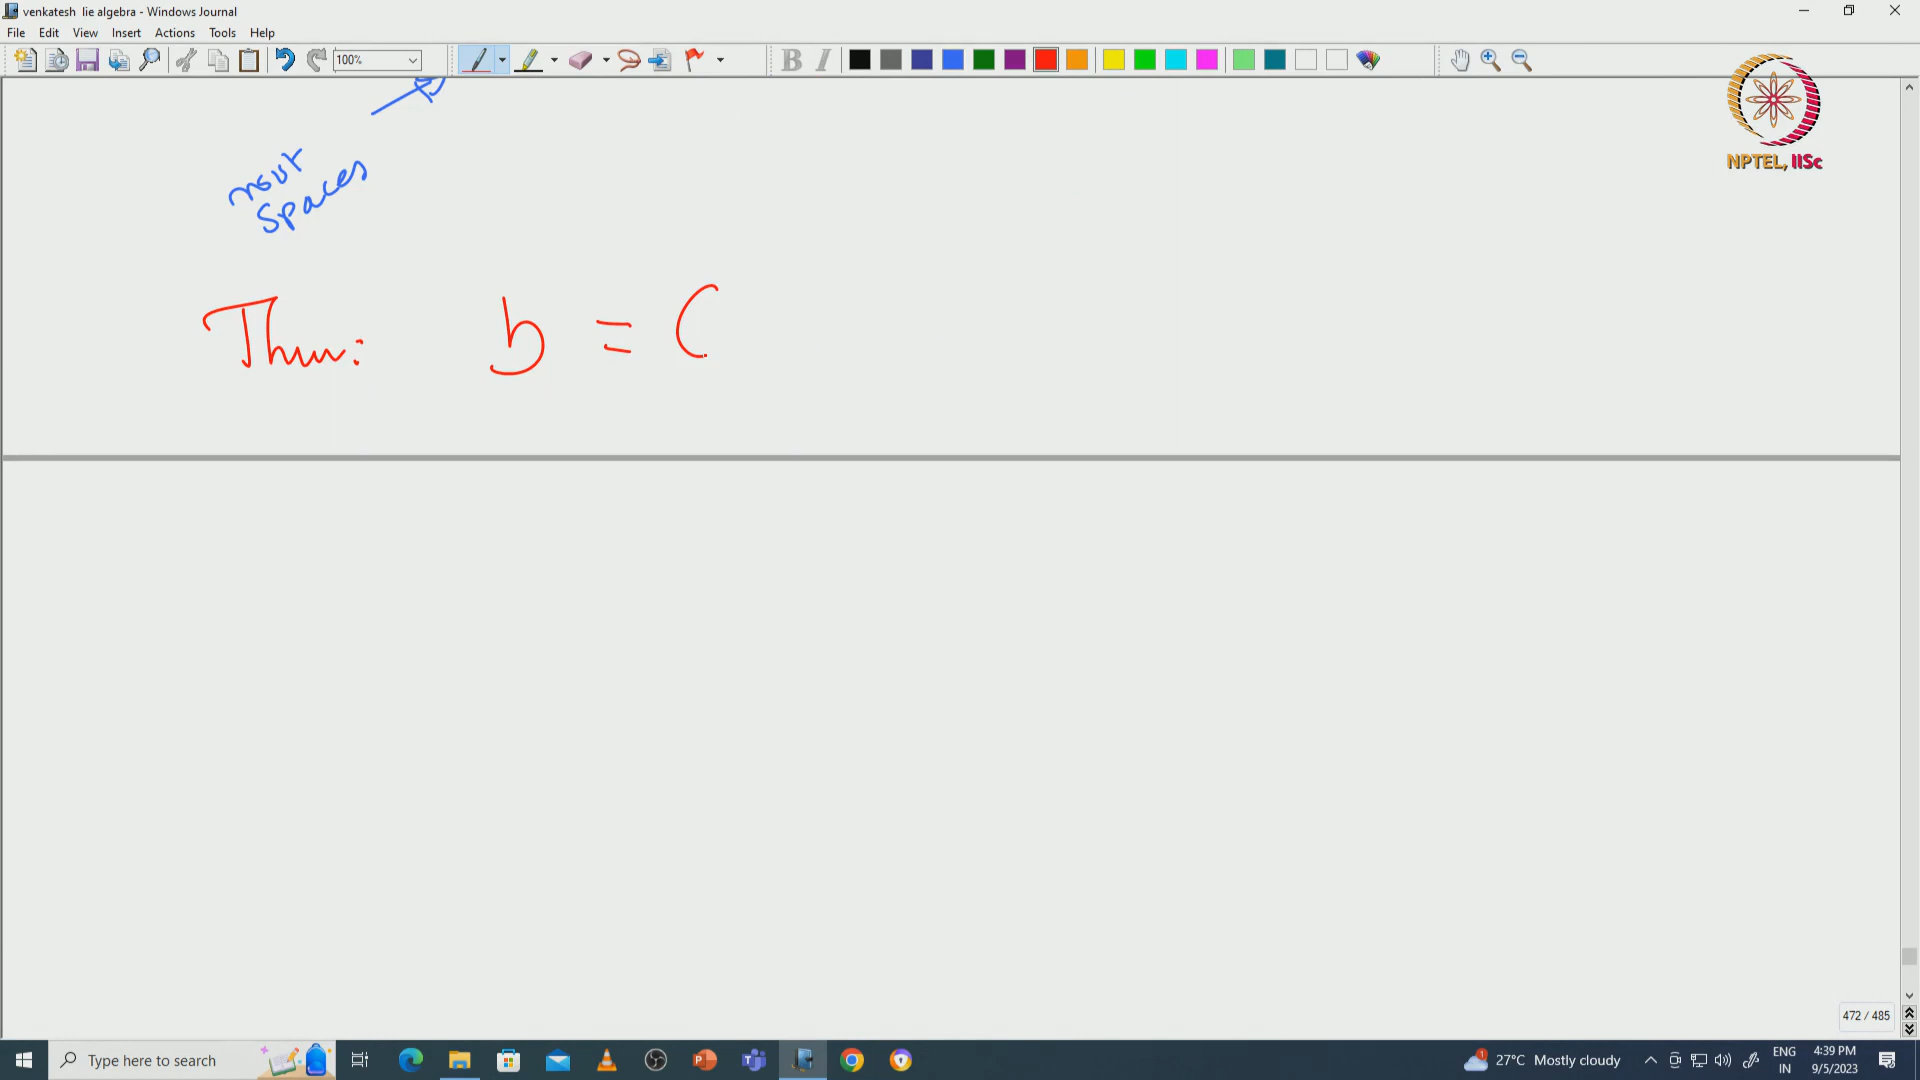 venkatesh lie algebra - Windows Journal
File Edit View Insert Actions Tools Help
100%
B I
NPTEL, IISc
root
spaces
Thm: h = (
472 / 485
Type here to search
27°C Mostly cloudy
ENG
IN
4:39 PM
9/5/2023